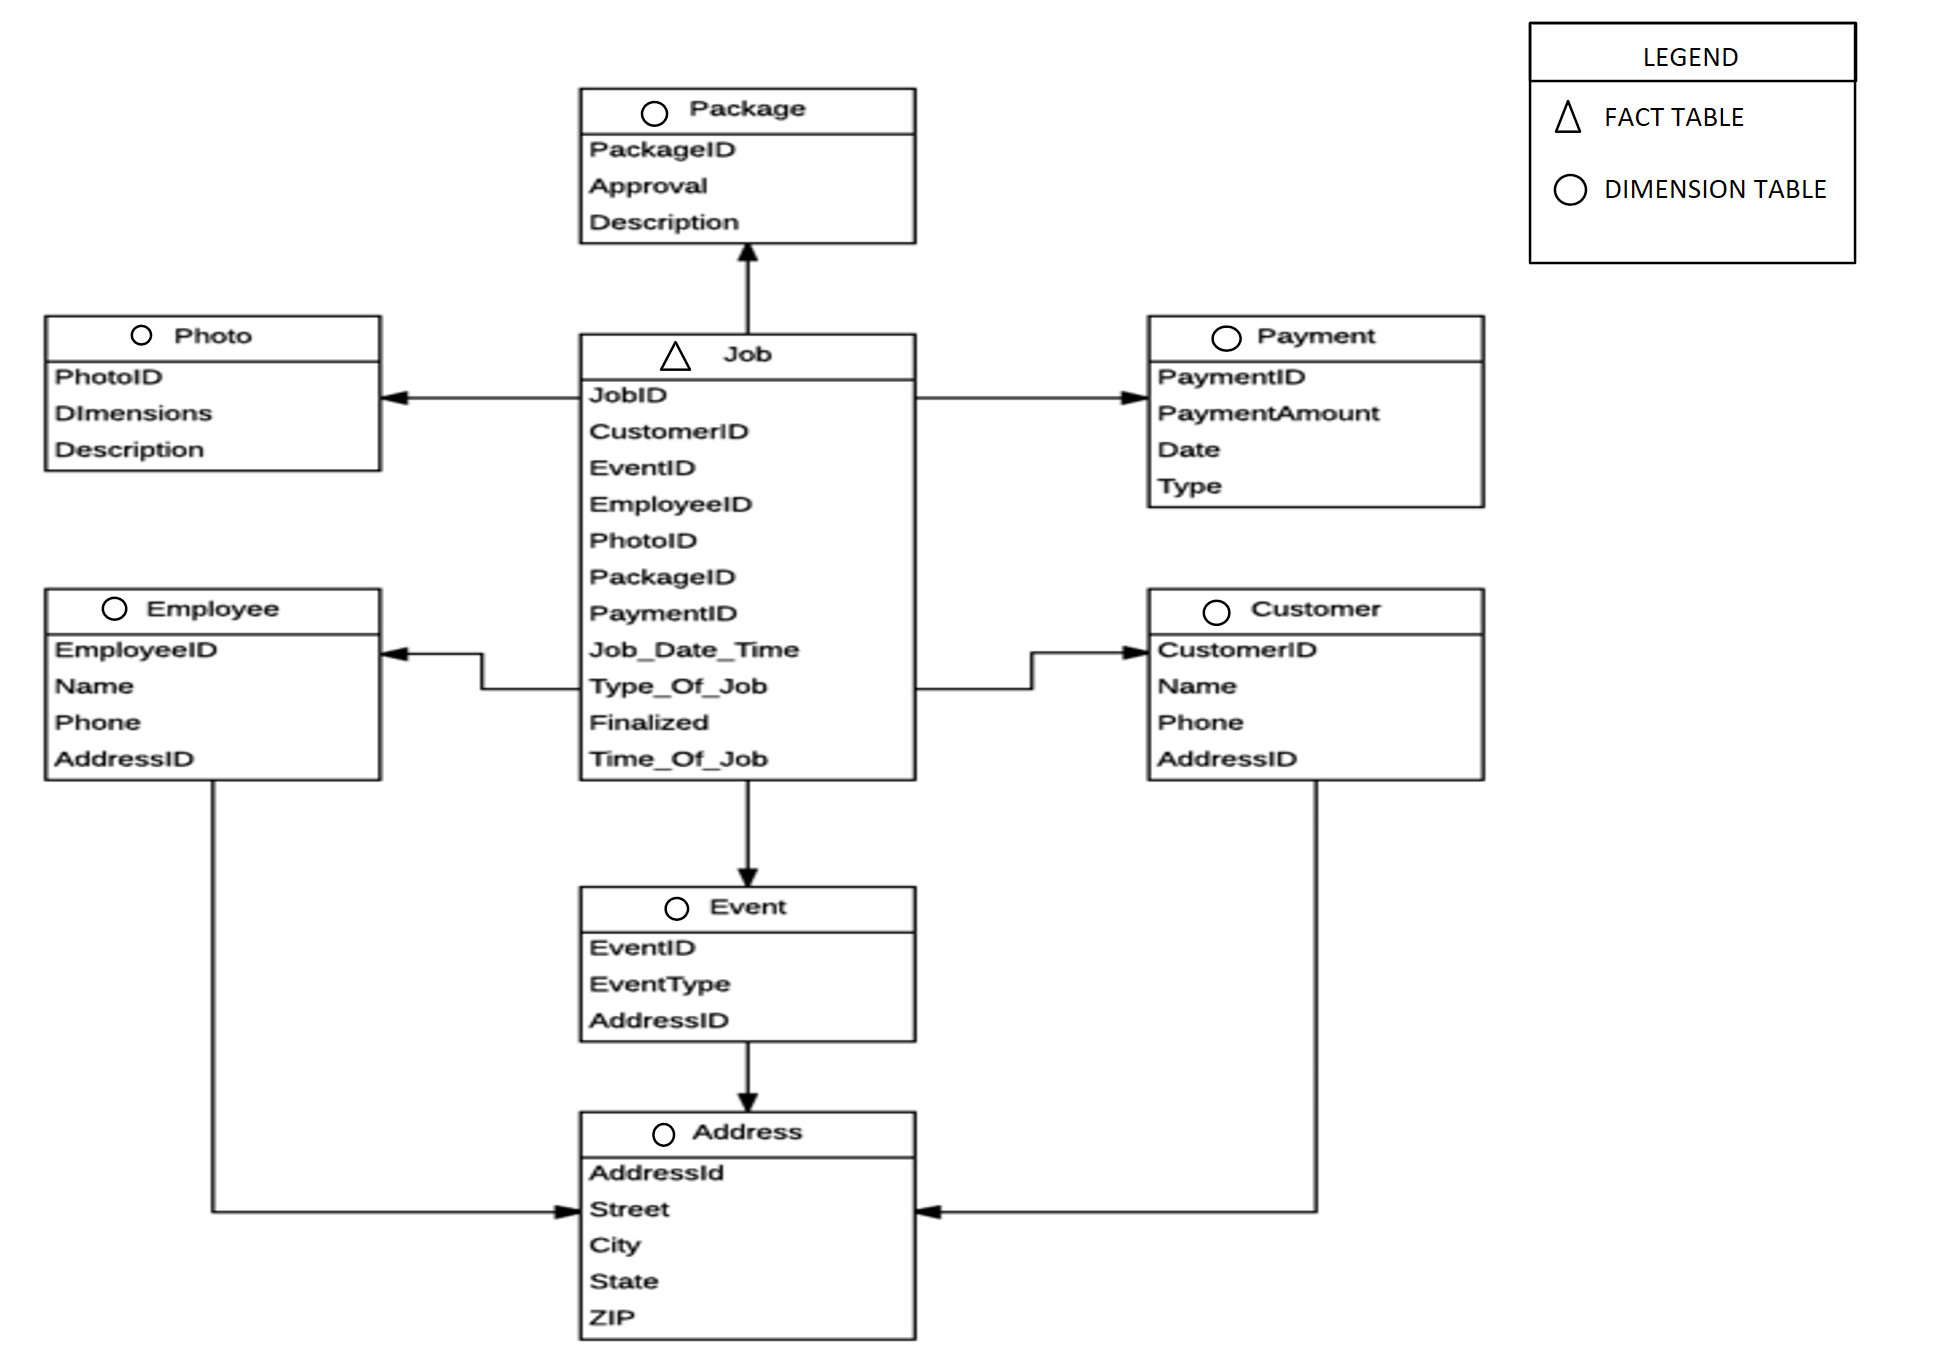 LEGEND
FACT TABLE
DIMENSION TABLE
Package
PackageID
Approval
Description
Photo
PhotoID
DImensions
Description
Job
JobID
CustomerID
EventID
EmployeeID
PhotoID
PackageID
PaymentID
Job_Date_Time
Type_Of_Job
Finalized
Time_Of_Job
Payment
PaymentID
PaymentAmount
Date
Type
Employee
EmployeeID
Name
Phone
AddressID
Customer
CustomerID
Name
Phone
AddressID
Event
EventID
EventType
AddressID
Address
AddressId
Street
City
State
ZIP